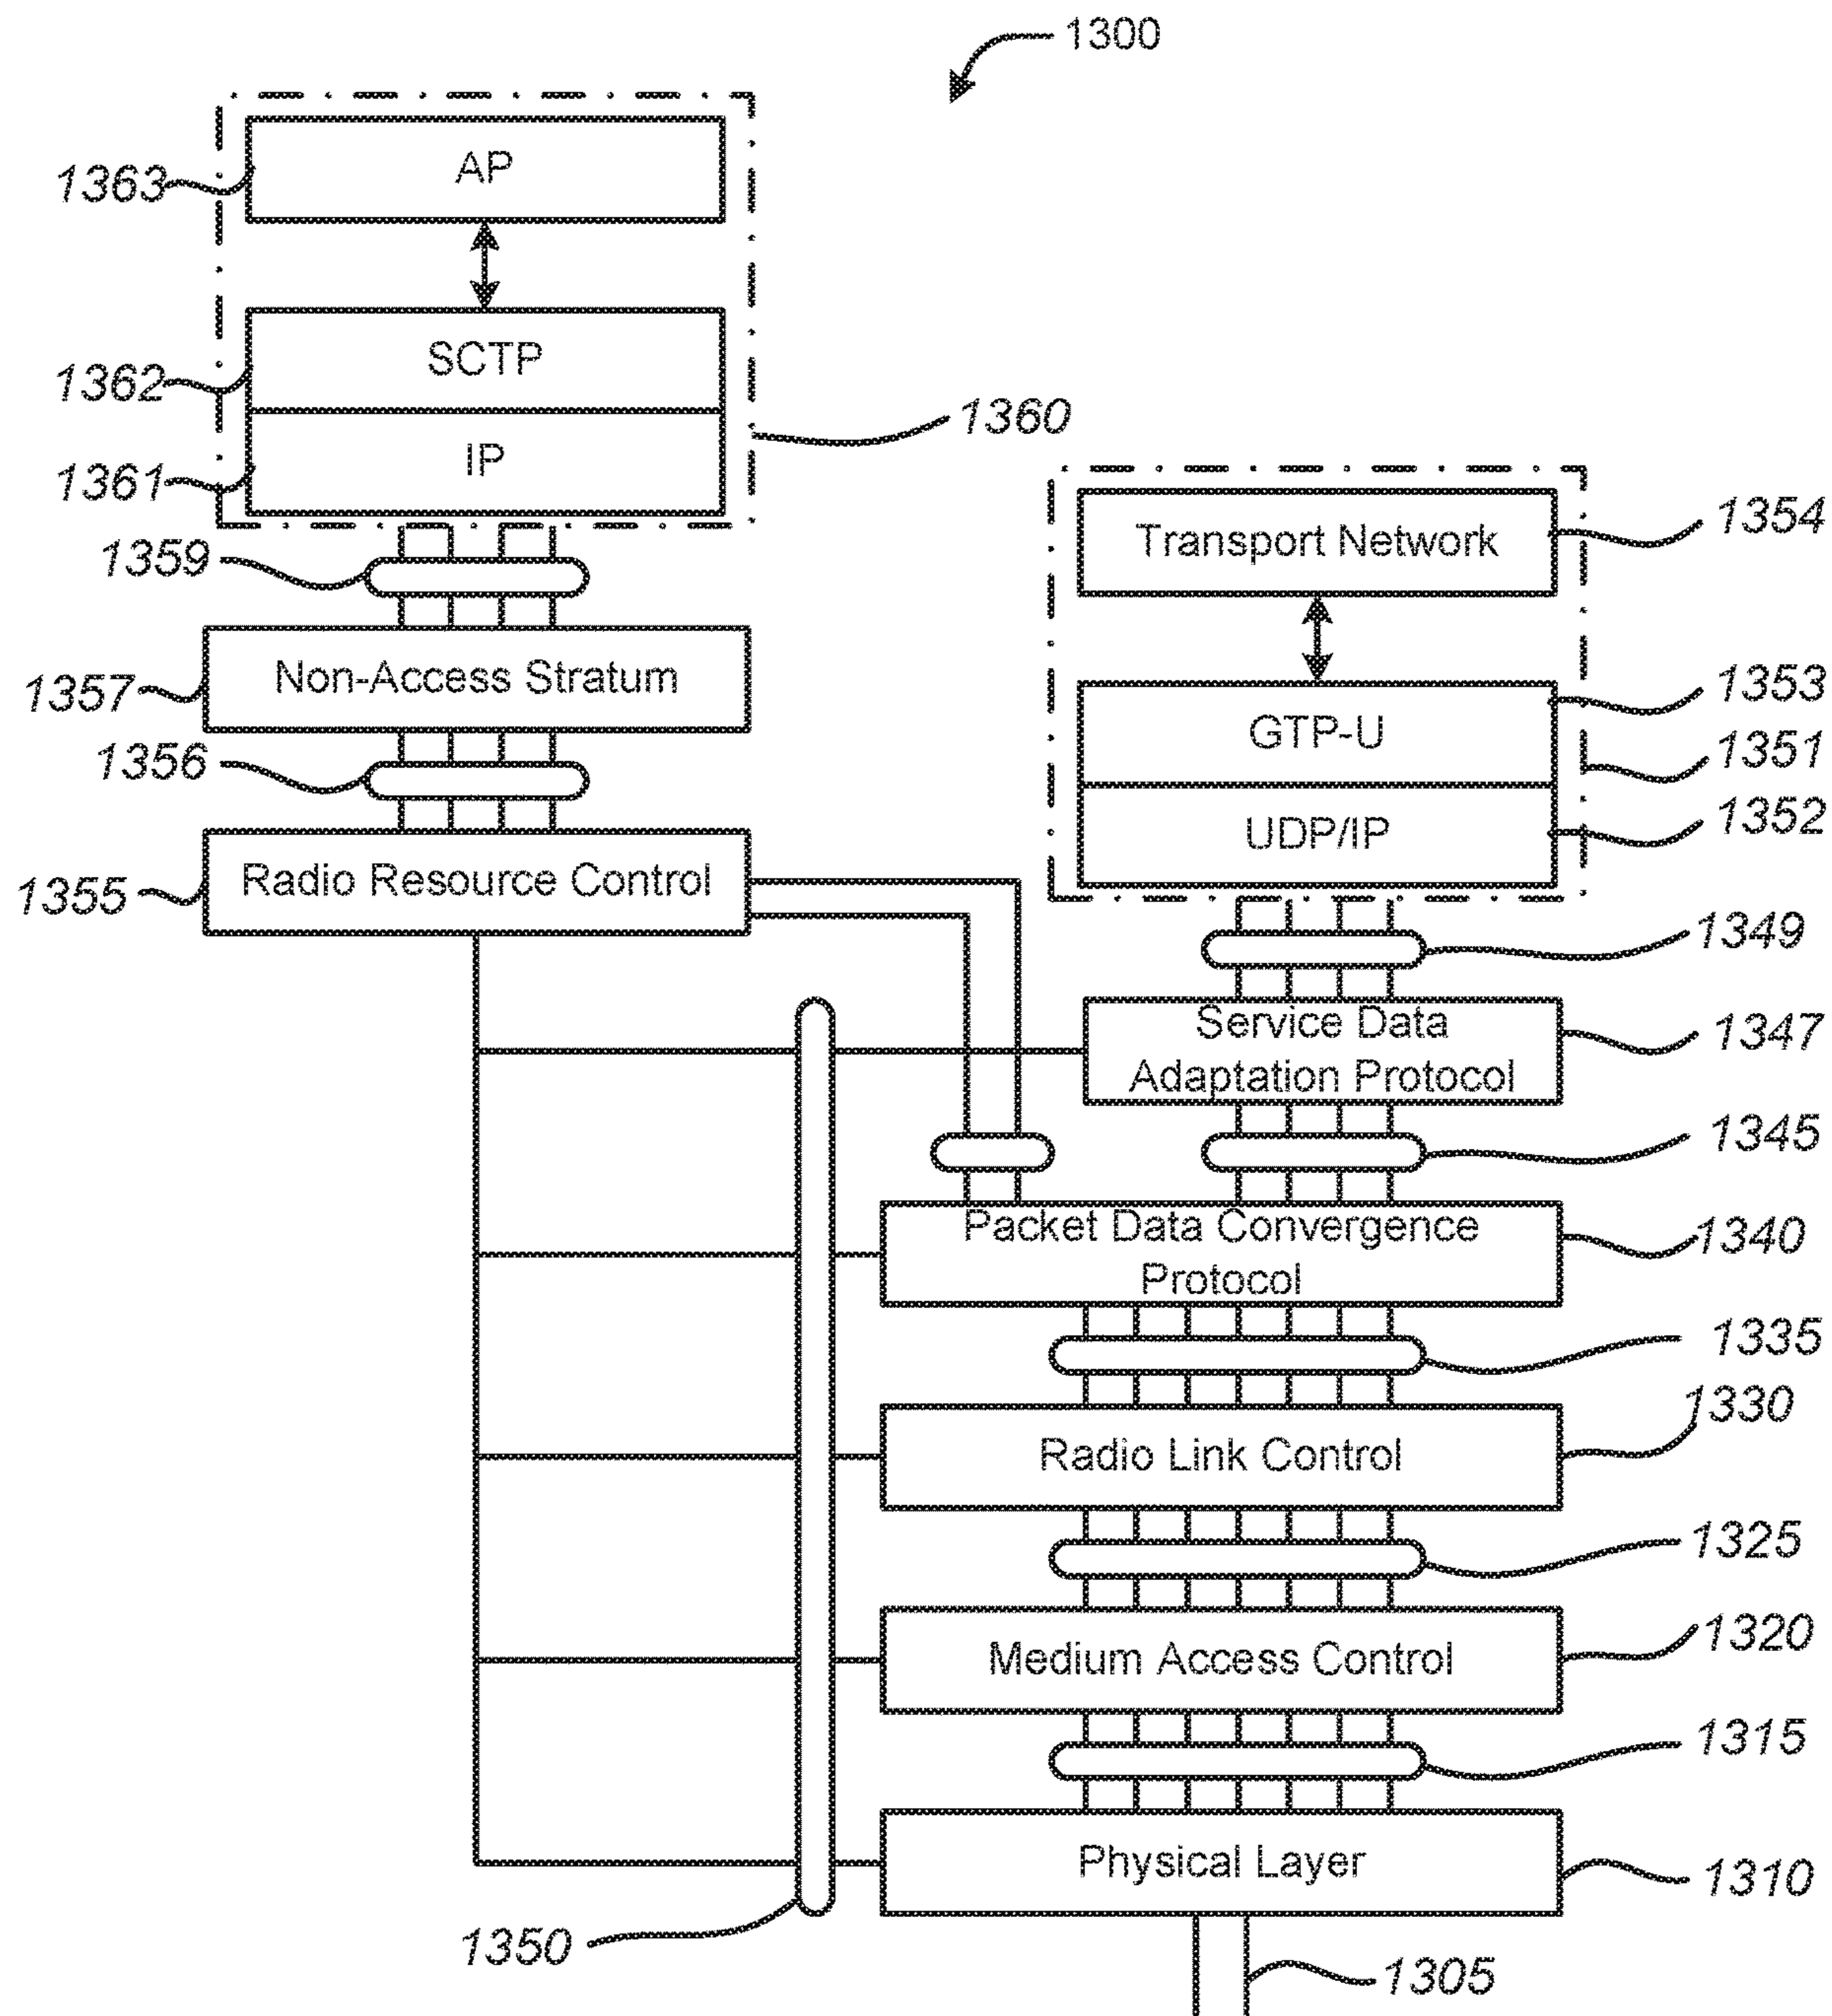 1300
AP
1363
SCTP
1362
1360
IP
1361
Transport Network
1354
1359
Non-Access Stratum
1357
GTP-U
1353
1351
1356
UDP/IP
1352
Radio Resource Control
1355
1349
Service Data
Adaptation Protocol
1347
1345
Packet Data Convergence
Protocol
1340
1335
1330
Radio Link Control
1325
Medium Access Control
1320
1315
Physical Layer
1310
1350
1305